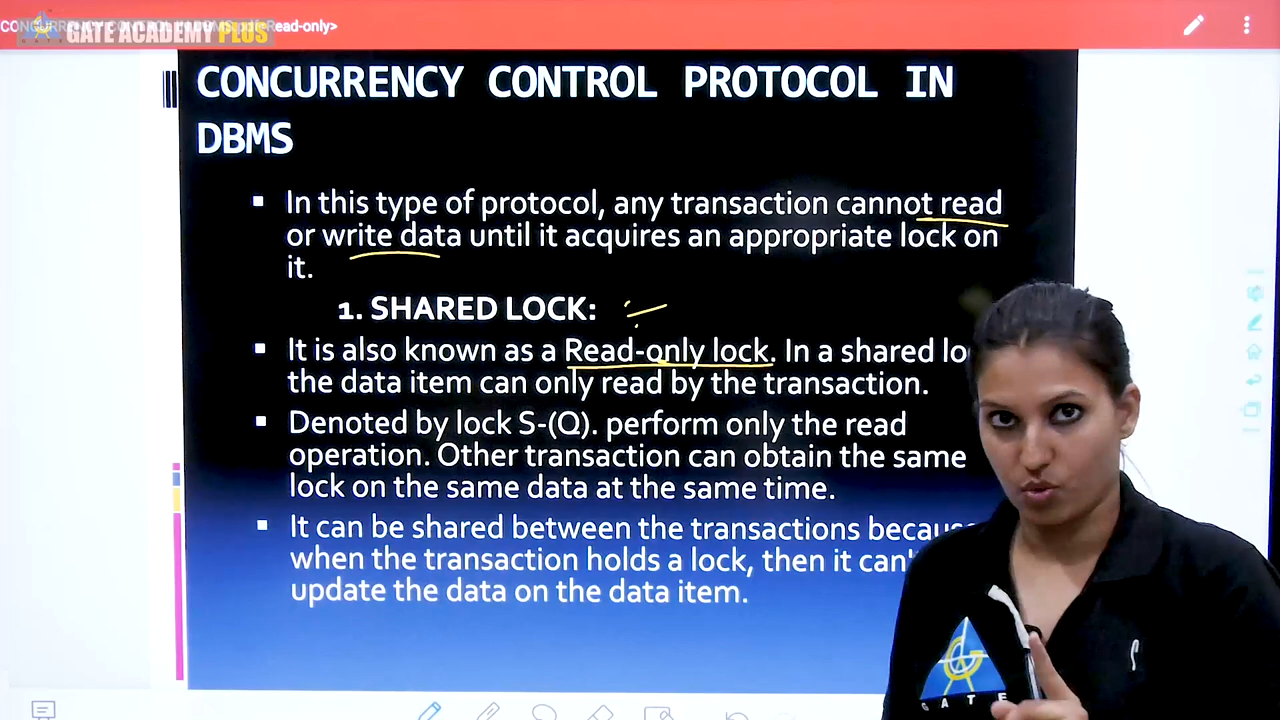 GATE ACADEMY PLUS
Read-only>
CONCURRENCY CONTROL PROTOCOL IN
DBMS
In this type of protocol, any transaction cannot read
or write data until it acquires an appropriate lock on
it.
1. SHARED LOCK:
It is also known as a Read-only lock. In a shared
the data item can only read by the transaction.
Denoted by lock S-(Q). perform only the read
operation. Other transaction can obtain the same
lock on the same data at the same time.
It can be shared between the transactions
when the transaction holds a lock, then it
update the data on the data item.
GATE